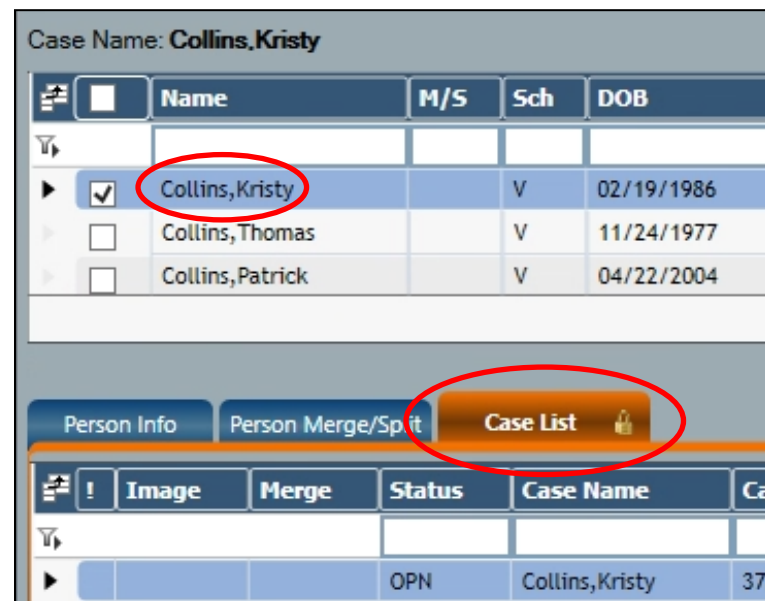 Case Name: Collins,Kristy
Name M/S Sch DOB
Collins,Kristy V 02/19/1986
Collins,Thomas V 11/24/1977
Collins,Patrick V 04/22/2004
Person Info Person Merge/Split Case List
! Image Merge Status Case Name Ca
OPN Collins,Kristy 37